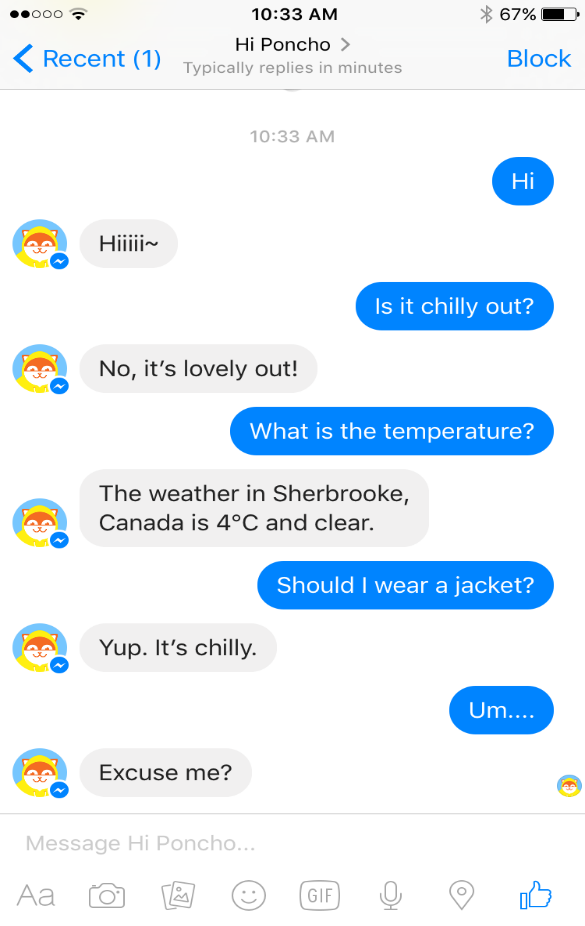 10:33 AM
67%
Recent (1)
Hi Poncho
Typically replies in minutes
Block
10:33 AM
Hi
Hiiiii~
Is it chilly out?
No, it's lovely out!
What is the temperature?
The weather in Sherbrooke,
Canada is 4°C and clear.
Should I wear a jacket?
Yup. It's chilly.
Um....
Excuse me?
Message Hi Poncho...
Aa
GIF